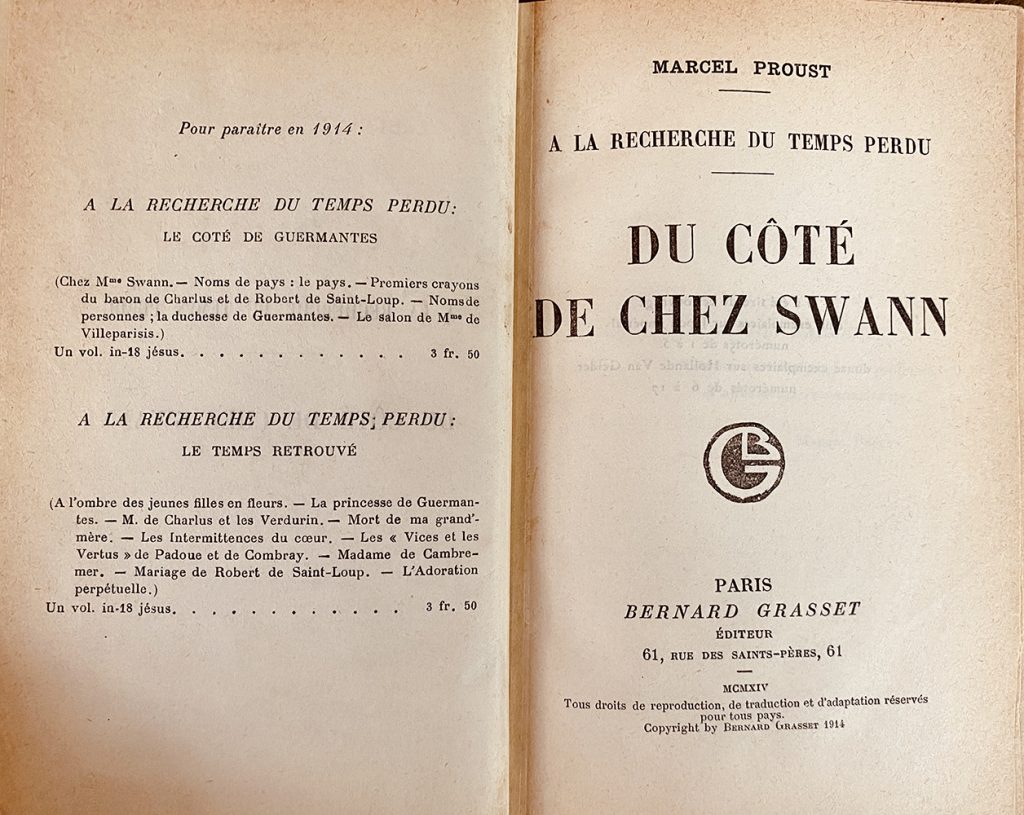 Pour paraître en 1914 :
A LA RECHERCHE DU TEMPS PERDU:
LE COTÉ DE GUERMANTES
(Chez Mme Swann. — Noms de pays : le pays. — Premiers crayons
du baron de Charlus et de Robert de Saint-Loup. — Noms de
personnes ; la duchesse de Guermantes. — Le salon de Mme de
Villeparisis.)
Un vol. in-18 jésus. . . . . . . . . . . . . 3 fr. 50
A LA RECHERCHE DU TEMPS; PERDU:
LE TEMPS RETROUVÉ
(A l'ombre des jeunes filles en fleurs. — La princesse de Guerman-
tes. — M. de Charlus et les Verdurin. — Mort de ma grand'-
mère. — Les Intermittences du cœur. — Les « Vices et les
Vertus » de Padoue et de Combray. — Madame de Cambre-
mer. — Mariage de Robert de Saint-Loup. — L'Adoration
perpétuelle.)
Un vol. in-18 jésus. . . . . . . . . . . . . 3 fr. 50
MARCEL PROUST
A LA RECHERCHE DU TEMPS PERDU
DU CÔTÉ
DE CHEZ SWANN
BG
PARIS
BERNARD GRASSET
ÉDITEUR
61, RUE DES SAINTS-PÈRES, 61
MCMXIV
Tous droits de reproduction, de traduction et d'adaptation réservés
pour tous pays.
Copyright by BERNARD GRASSET 1914